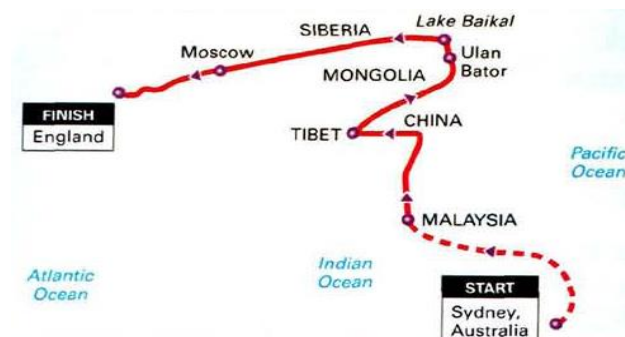 Lake Baikal
SIBERIA
Moscow
Ulan
Bator
MONGOLIA
FINISH
England
TIBET
CHINA
Pacific
Ocean
MALAYSIA
Atlantic
Ocean
Indian
Ocean
START
Sydney,
Australia